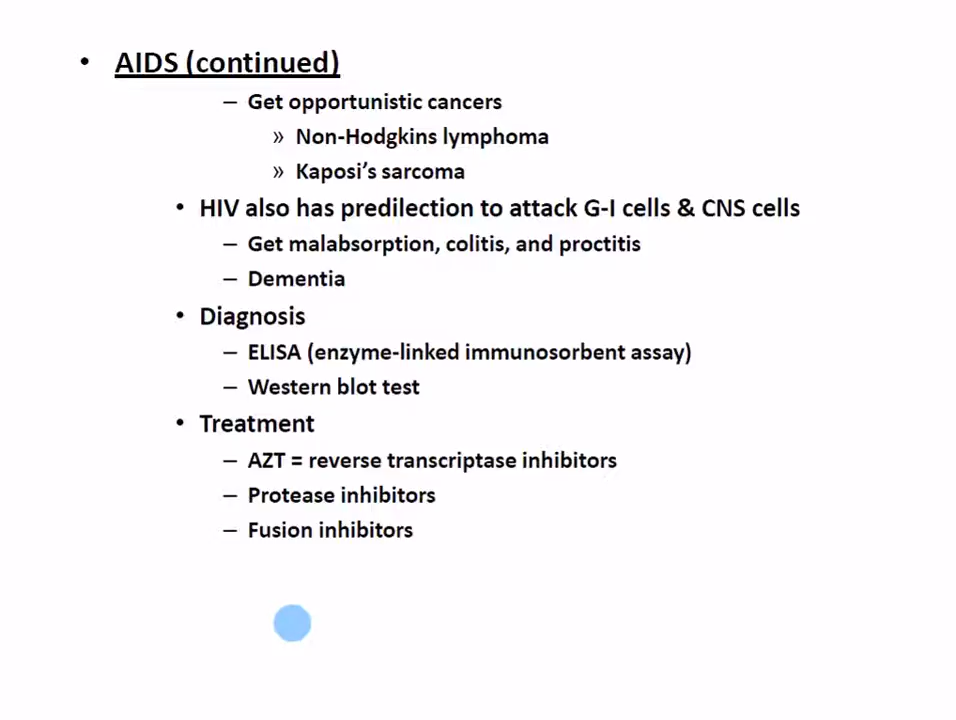 • AIDS (continued)
– Get opportunistic cancers
» Non-Hodgkins lymphoma
» Kaposi's sarcoma
• HIV also has predilection to attack G-I cells & CNS cells
– Get malabsorption, colitis, and proctitis
– Dementia
• Diagnosis
– ELISA (enzyme-linked immunosorbent assay)
– Western blot test
• Treatment
– AZT = reverse transcriptase inhibitors
– Protease inhibitors
– Fusion inhibitors